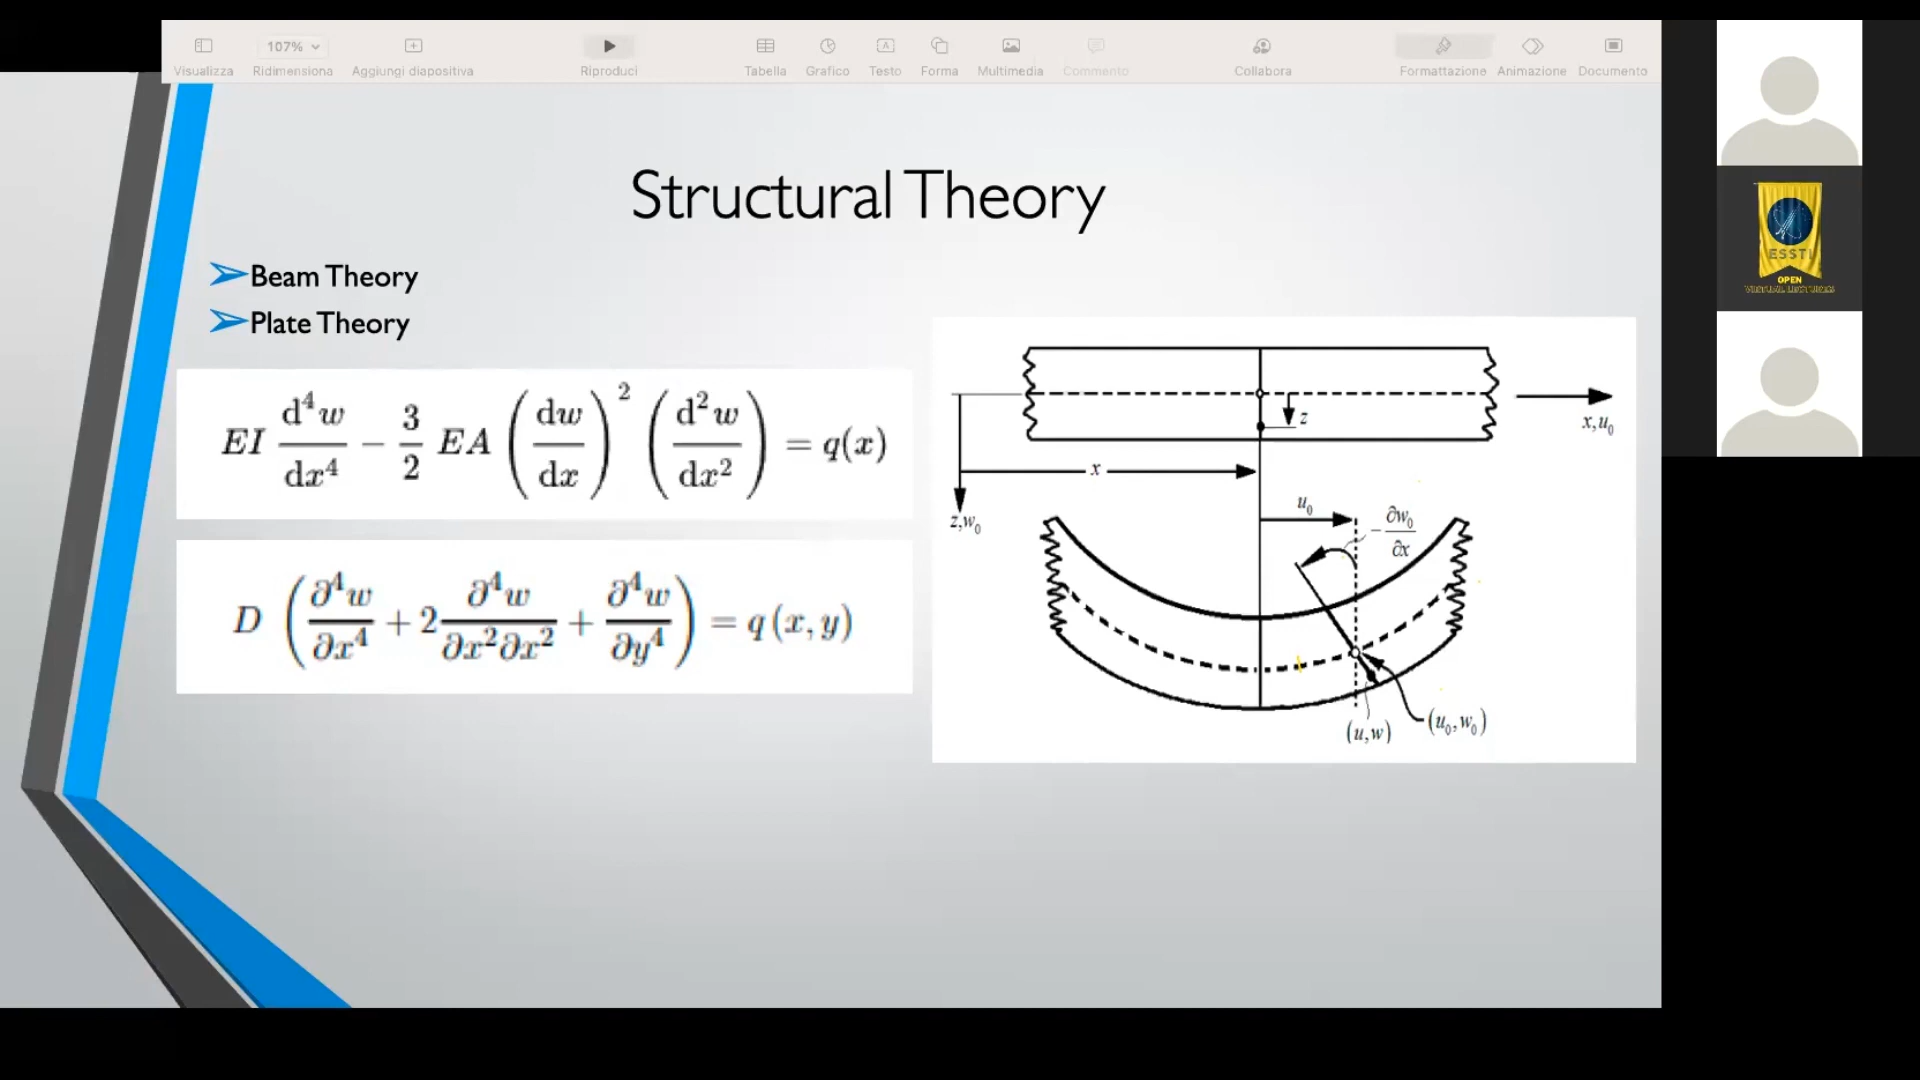 107%
Visualizza Ridimensiona Aggiungi diapositiva Riproduci Tabella Grafico Testo Forma Multimedia Commento Collabora Formattazione Animazione Documento
Structural Theory
Beam Theory
Plate Theory
EI d⁴w/dx⁴ − 3/2 EA (dw/dx)² (d²w/dx²) = q(x)
D (∂⁴w/∂x⁴ + 2 ∂⁴w/∂x²∂x² + ∂⁴w/∂y⁴) = q(x, y)
z
x,u₀
x
z,w₀
u₀
−∂w₀/∂x
(u,w)
(u₀,w₀)
ESSTI
OPEN
VIRTUAL LECTURES